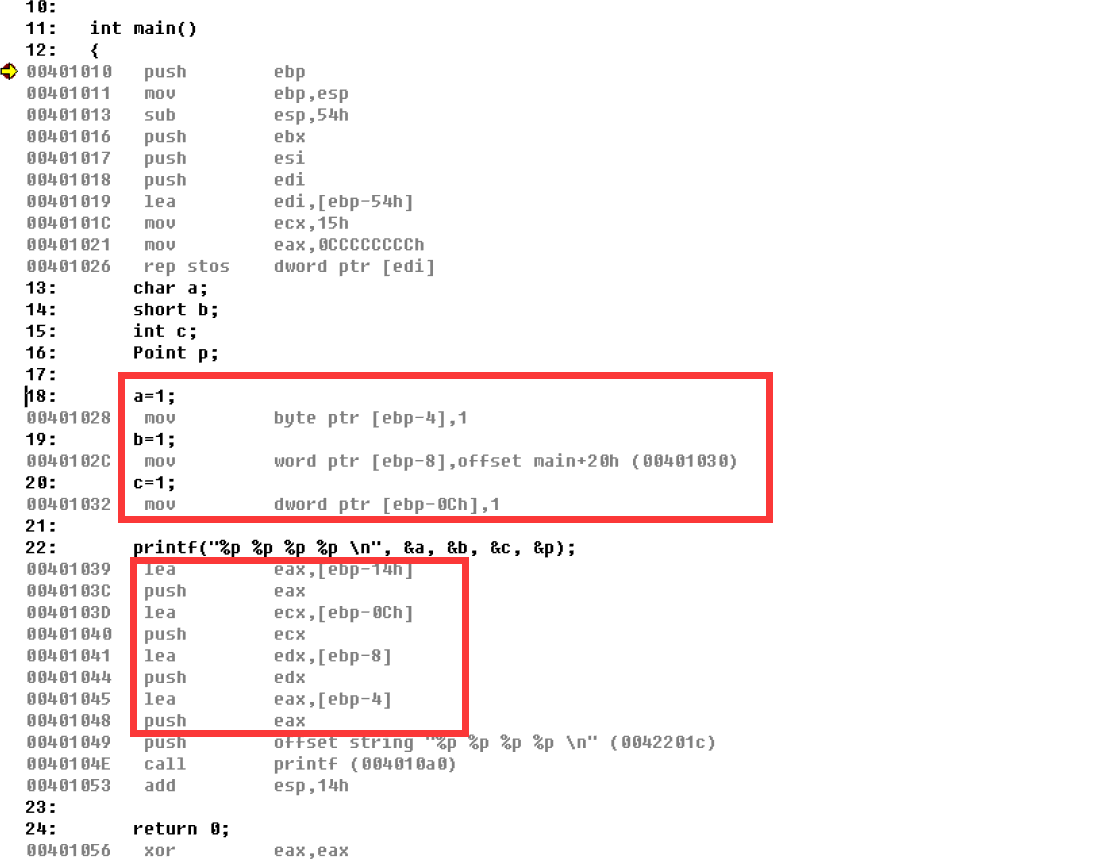 10:
11: int main()
12: {
00401010 push ebp
00401011 mov ebp,esp
00401013 sub esp,54h
00401016 push ebx
00401017 push esi
00401018 push edi
00401019 lea edi,[ebp-54h]
0040101C mov ecx,15h
00401021 mov eax,0CCCCCCCCh
00401026 rep stos dword ptr [edi]
13: char a;
14: short b;
15: int c;
16: Point p;
17:
18: a=1;
00401028 mov byte ptr [ebp-4],1
19: b=1;
0040102C mov word ptr [ebp-8],offset main+20h (00401030)
20: c=1;
00401032 mov dword ptr [ebp-0Ch],1
21:
22: printf("%p %p %p %p \n", &a, &b, &c, &p);
00401039 lea eax,[ebp-14h]
0040103C push eax
0040103D lea ecx,[ebp-0Ch]
00401040 push ecx
00401041 lea edx,[ebp-8]
00401044 push edx
00401045 lea eax,[ebp-4]
00401048 push eax
00401049 push offset string "%p %p %p %p \n" (0042201c)
0040104E call printf (004010a0)
00401053 add esp,14h
23:
24: return 0;
00401056 xor eax,eax